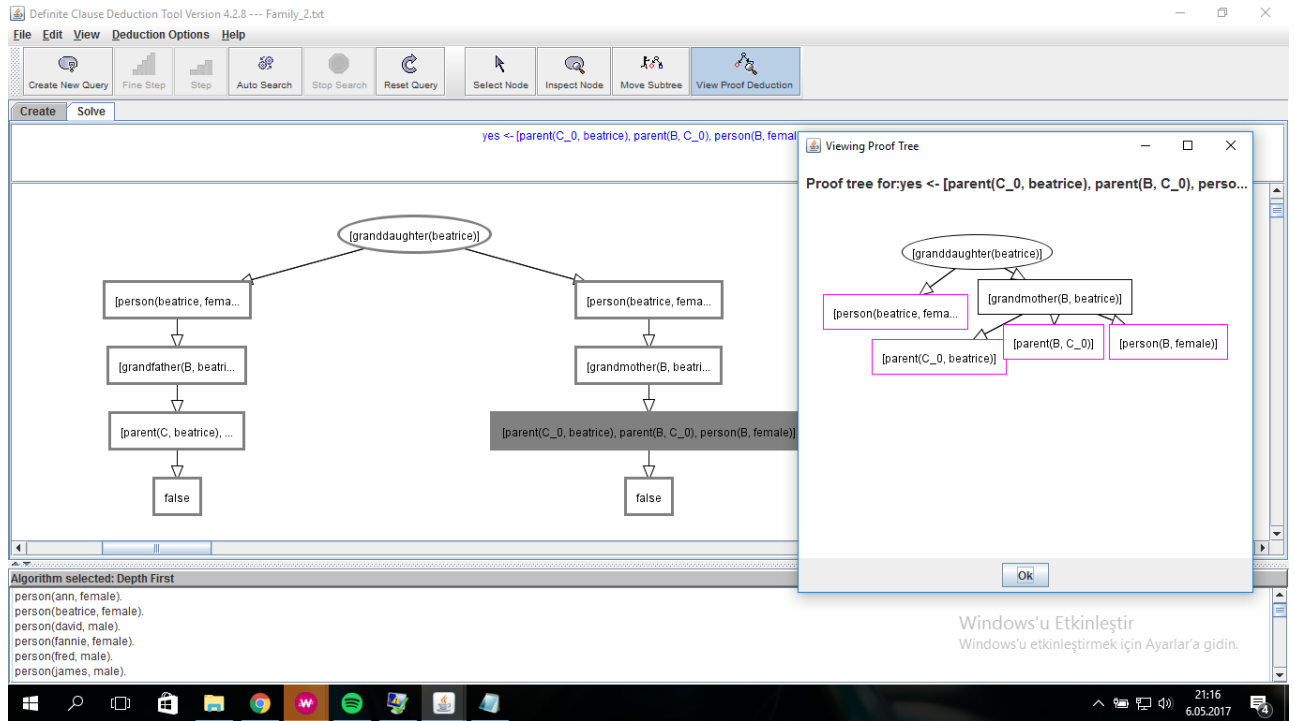 Definite Clause Deduction Tool Version 4.2.8 --- Family_2.txt
File Edit View Deduction Options Help
Create New Query Fine Step Step Auto Search Stop Search Reset Query Select Node Inspect Node Move Subtree View Proof Deduction
Create Solve
yes <- [parent(C_0, beatrice), parent(B, C_0), person(B, femal
[granddaughter(beatrice)]
[person(beatrice, fema... [person(beatrice, fema...
[grandfather(B, beatri... [grandmother(B, beatri...
[parent(C, beatrice), ... [parent(C_0, beatrice), parent(B, C_0), person(B, female)]
false false
Viewing Proof Tree
Proof tree for:yes <- [parent(C_0, beatrice), parent(B, C_0), perso...
[granddaughter(beatrice)]
[grandmother(B, beatrice)]
[person(beatrice, fema...
[parent(B, C_0)] [person(B, female)]
[parent(C_0, beatrice)]
Ok
Algorithm selected: Depth First
person(ann, female).
person(beatrice, female).
person(david, male).
person(fannie, female).
person(fred, male).
person(james, male).
Windows'u Etkinleştir
Windows'u etkinleştirmek için Ayarlar'a gidin.
21:16
6.05.2017
4